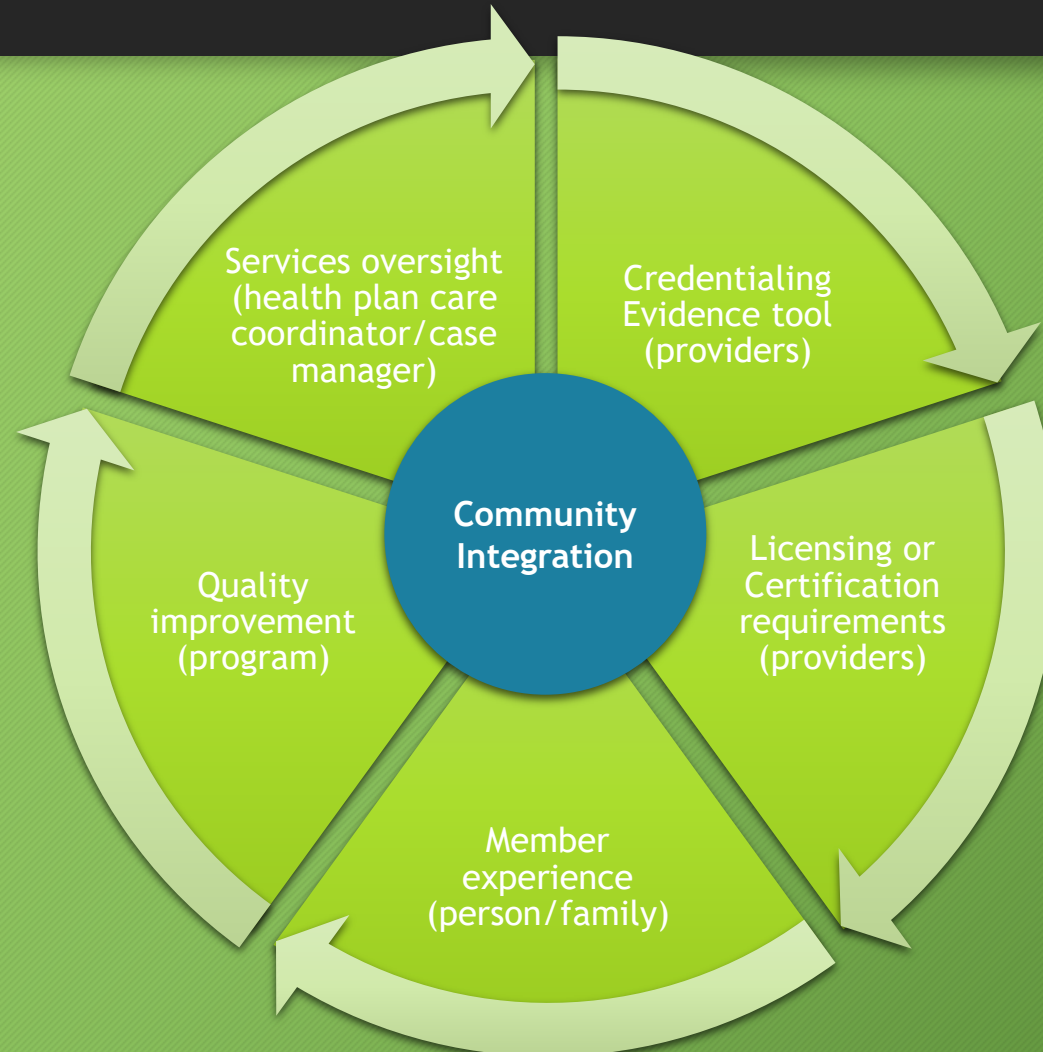 Services oversight
(health plan care
coordinator/case
manager)
Credentialing
Evidence tool
(providers)
Community
Integration
Licensing or
Certification
requirements
(providers)
Quality
improvement
(program)
Member
experience
(person/family)